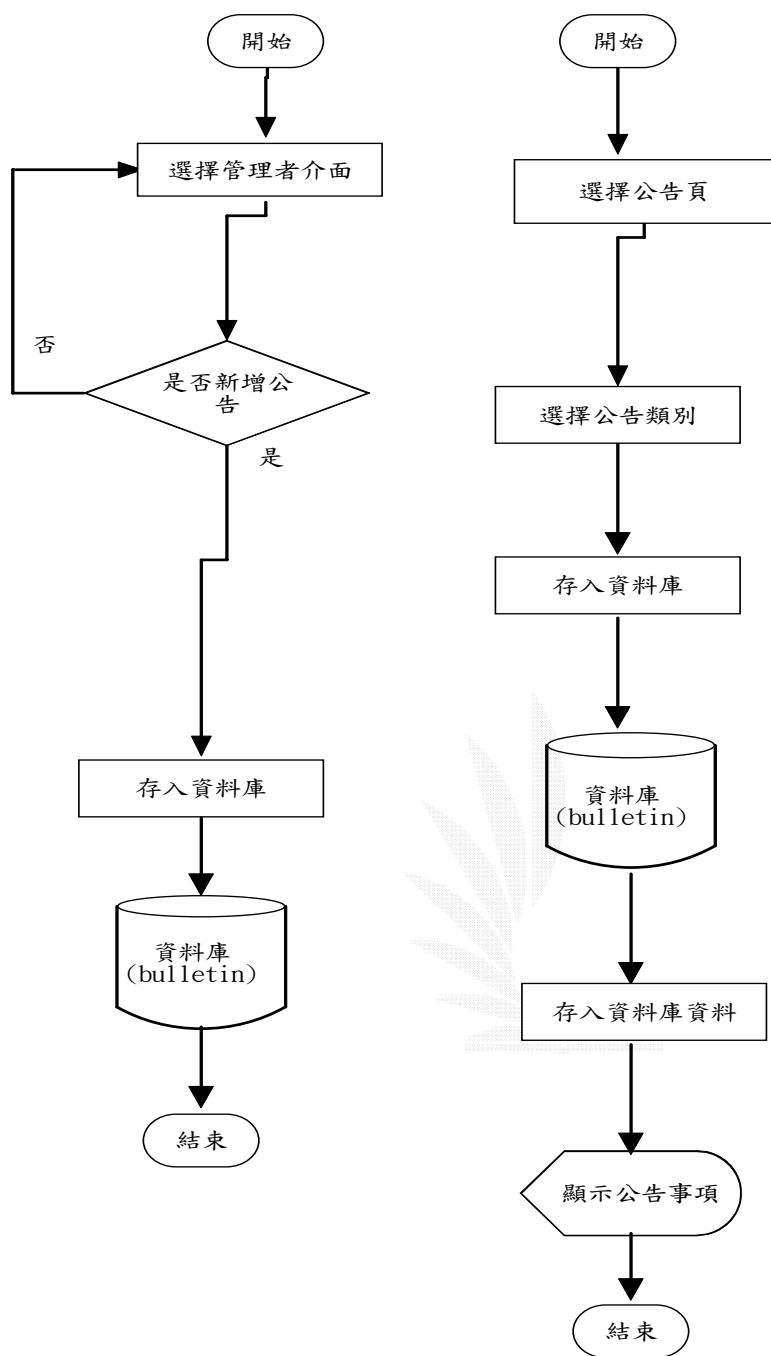 開始
選擇管理者介面
否
是否新增公
告
是
存入資料庫
資料庫
(bulletin)
結束
開始
選擇公告頁
選擇公告類別
存入資料庫
資料庫
(bulletin)
存入資料庫資料
顯示公告事項
結束